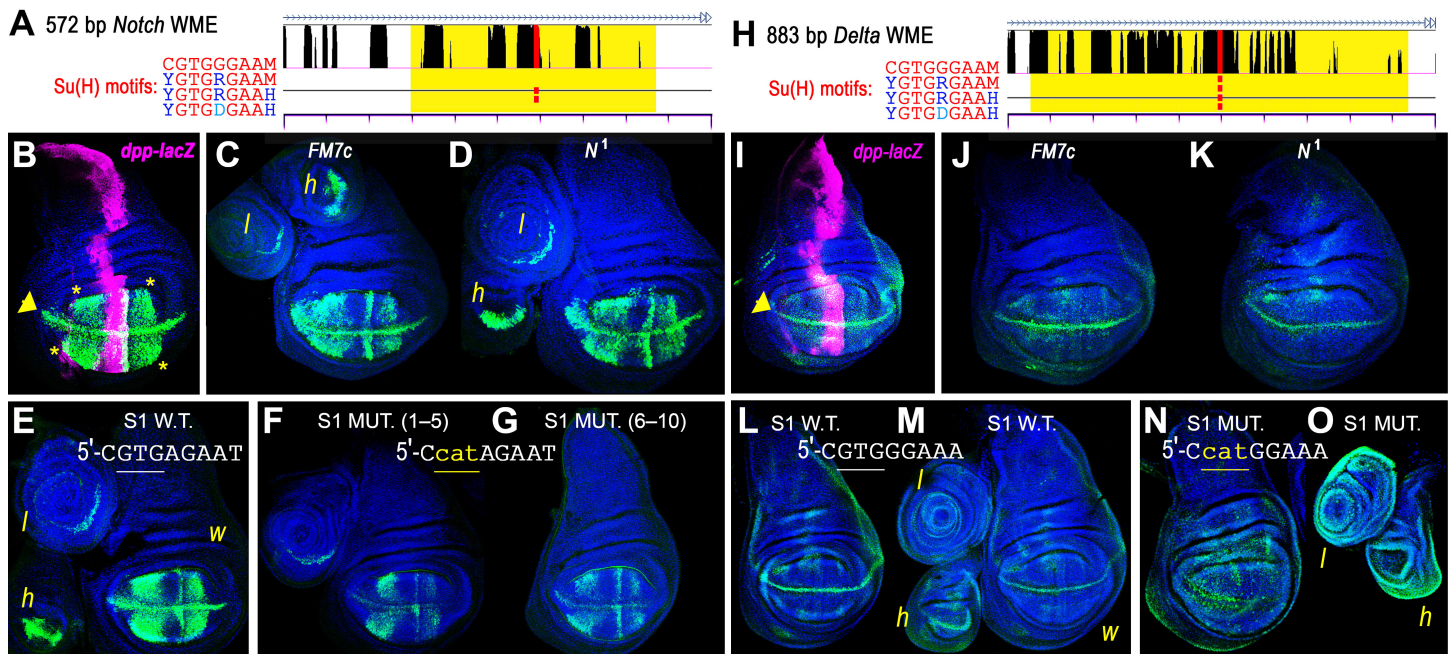 A 572 bp Notch WME
Su(H) motifs:
CGTGGGAAM
YGTGRGAAM
YGTGRGAAH
YGTGDGAAH
H 883 bp Delta WME
Su(H) motifs:
CGTGGGAAM
YGTGRGAAM
YGTGRGAAH
YGTGDGAAH
B dpp-lacZ
* * * *
C FM7c
h
l
D N1
l
h
I dpp-lacZ
J FM7c
K N1
E S1 W.T.
5'-CGTGAGAAT
l
w
h
F S1 MUT. (1–5)
G S1 MUT. (6–10)
5'-CcatAGAAT
L S1 W.T.
M S1 W.T.
5'-CGTGGGAAA
l
h
w
N S1 MUT.
O S1 MUT.
5'-CcatGGAAA
l
h